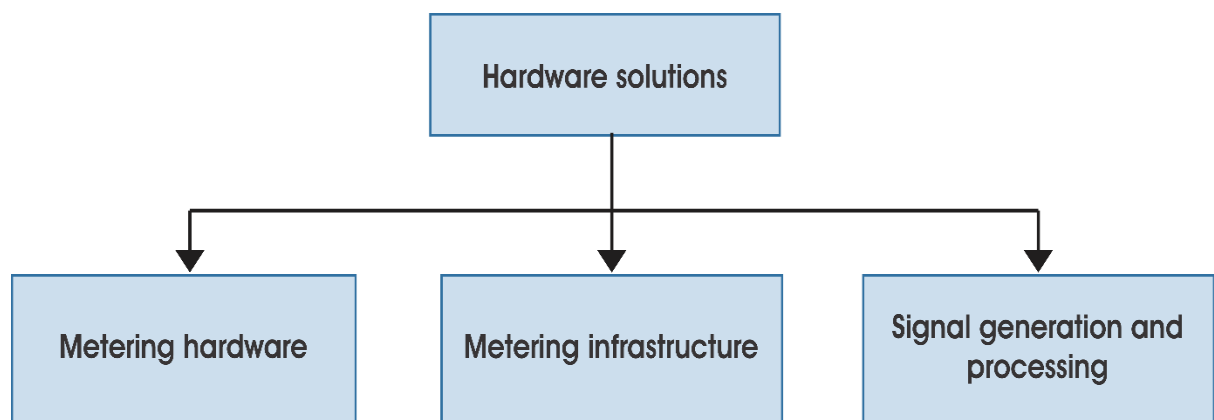 Hardware solutions
Metering hardware
Metering infrastructure
Signal generation and
processing